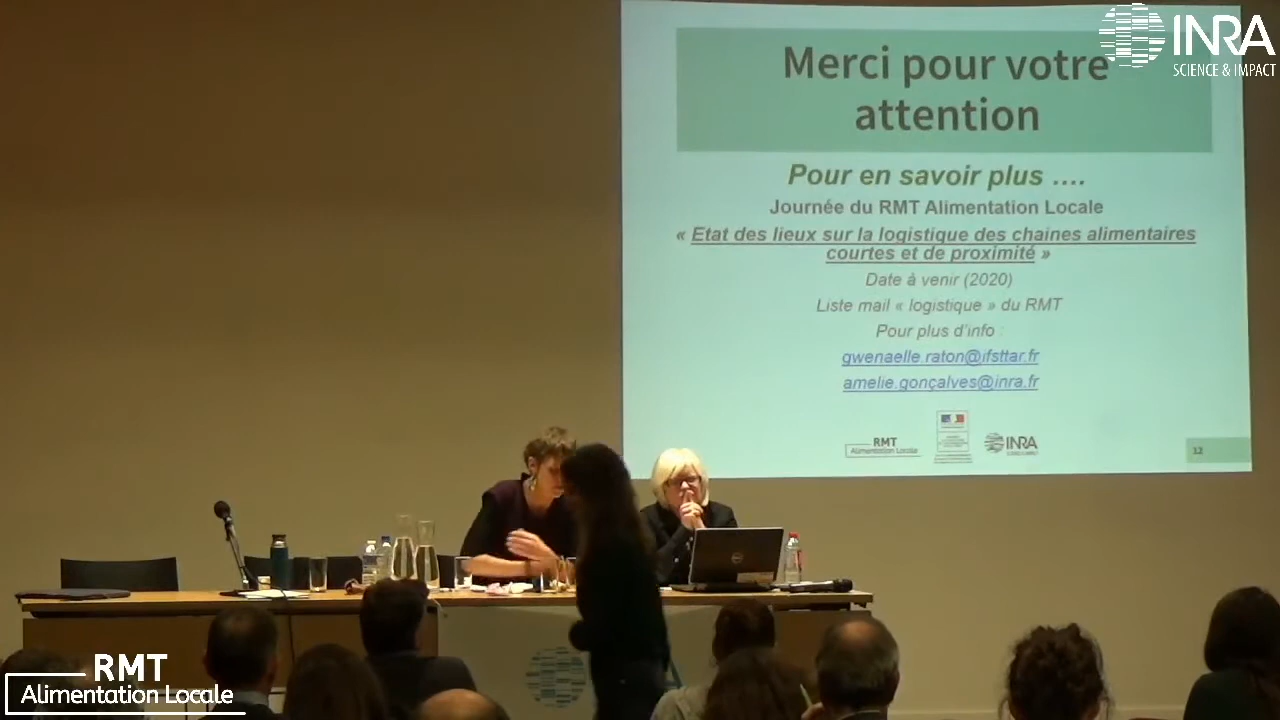 INRA
SCIENCE & IMPACT
Merci pour votre
attention
Pour en savoir plus ....
Journée du RMT Alimentation Locale
« Etat des lieux sur la logistique des chaines alimentaires
courtes et de proximité »
Date à venir (2020)
Liste mail « logistique » du RMT
Pour plus d'info :
gwenaelle.raton@ifsttar.fr
amelie.gonçalves@inra.fr
RMT
Alimentation Locale
INRA
12
DELL
RMT
Alimentation Locale